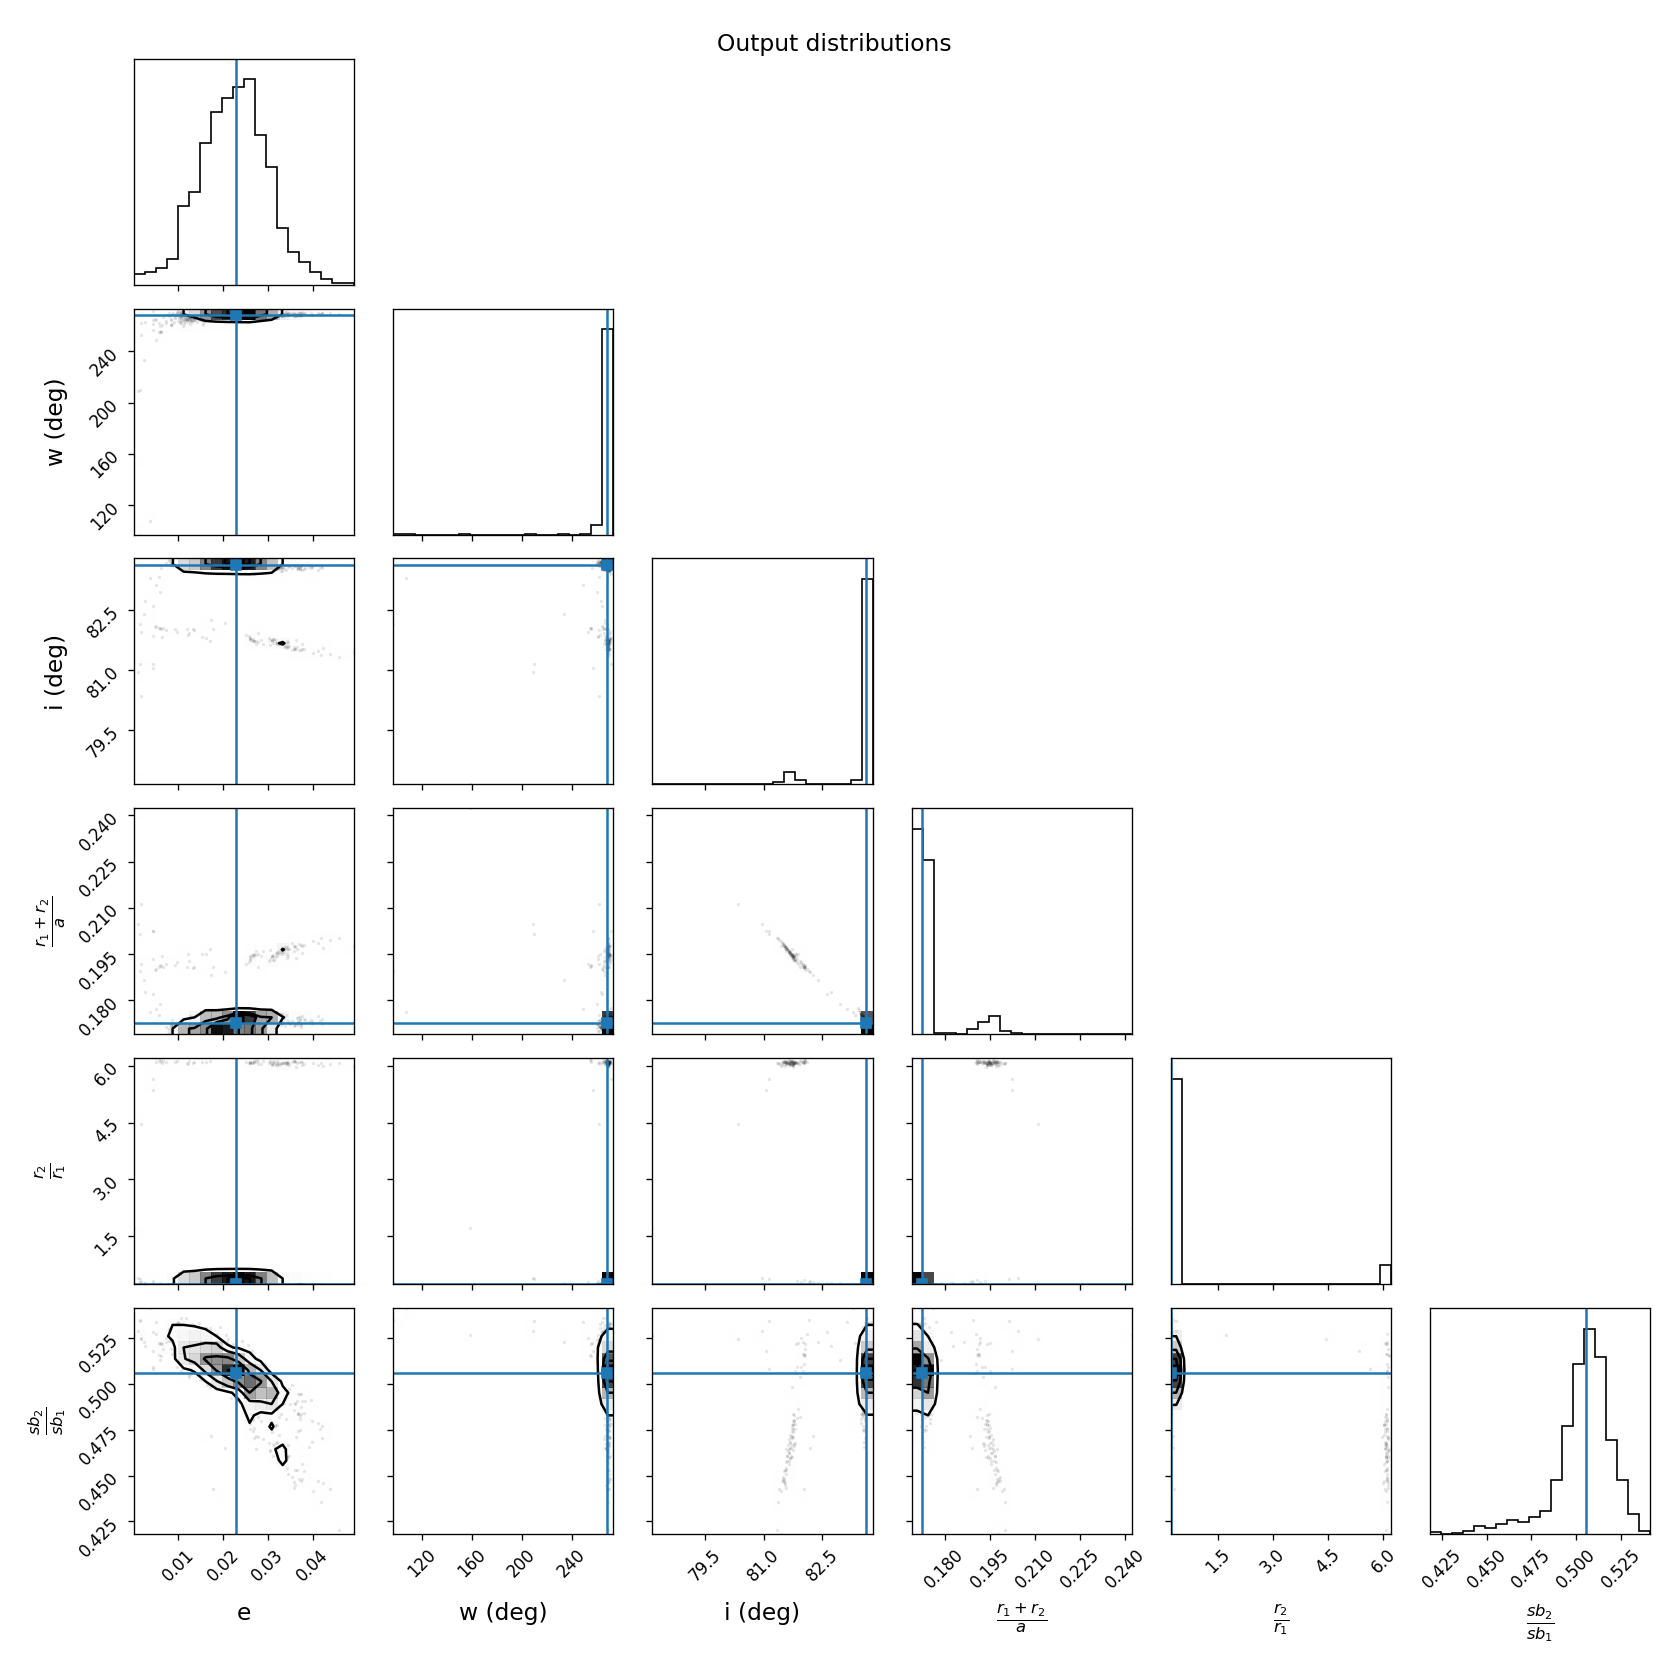 Output distributions
w (deg)
240
200
160
120
i (deg)
82.5
81.0
79.5
r₁ + r₂ / a
0.240
0.225
0.210
0.195
0.180
r₂ / r₁
6.0
4.5
3.0
1.5
sb₂ / sb₁
0.525
0.500
0.475
0.450
0.425
0.01 0.02 0.03 0.04
120 160 200 240
79.5 81.0 82.5
0.180 0.195 0.210 0.225 0.240
1.5 3.0 4.5 6.0
0.425 0.450 0.475 0.500 0.525
e
w (deg)
i (deg)
r₁ + r₂ / a
r₂ / r₁
sb₂ / sb₁